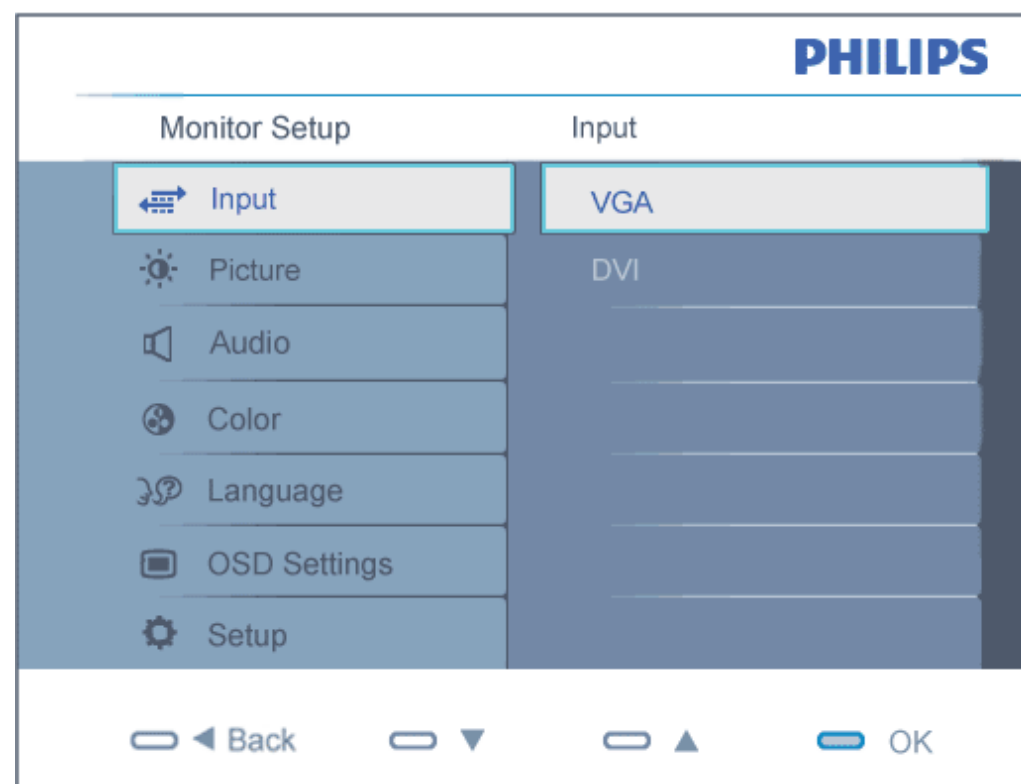 PHILIPS
Monitor Setup Input
Input VGA
Picture DVI
Audio
Color
Language
OSD Settings
Setup
Back OK